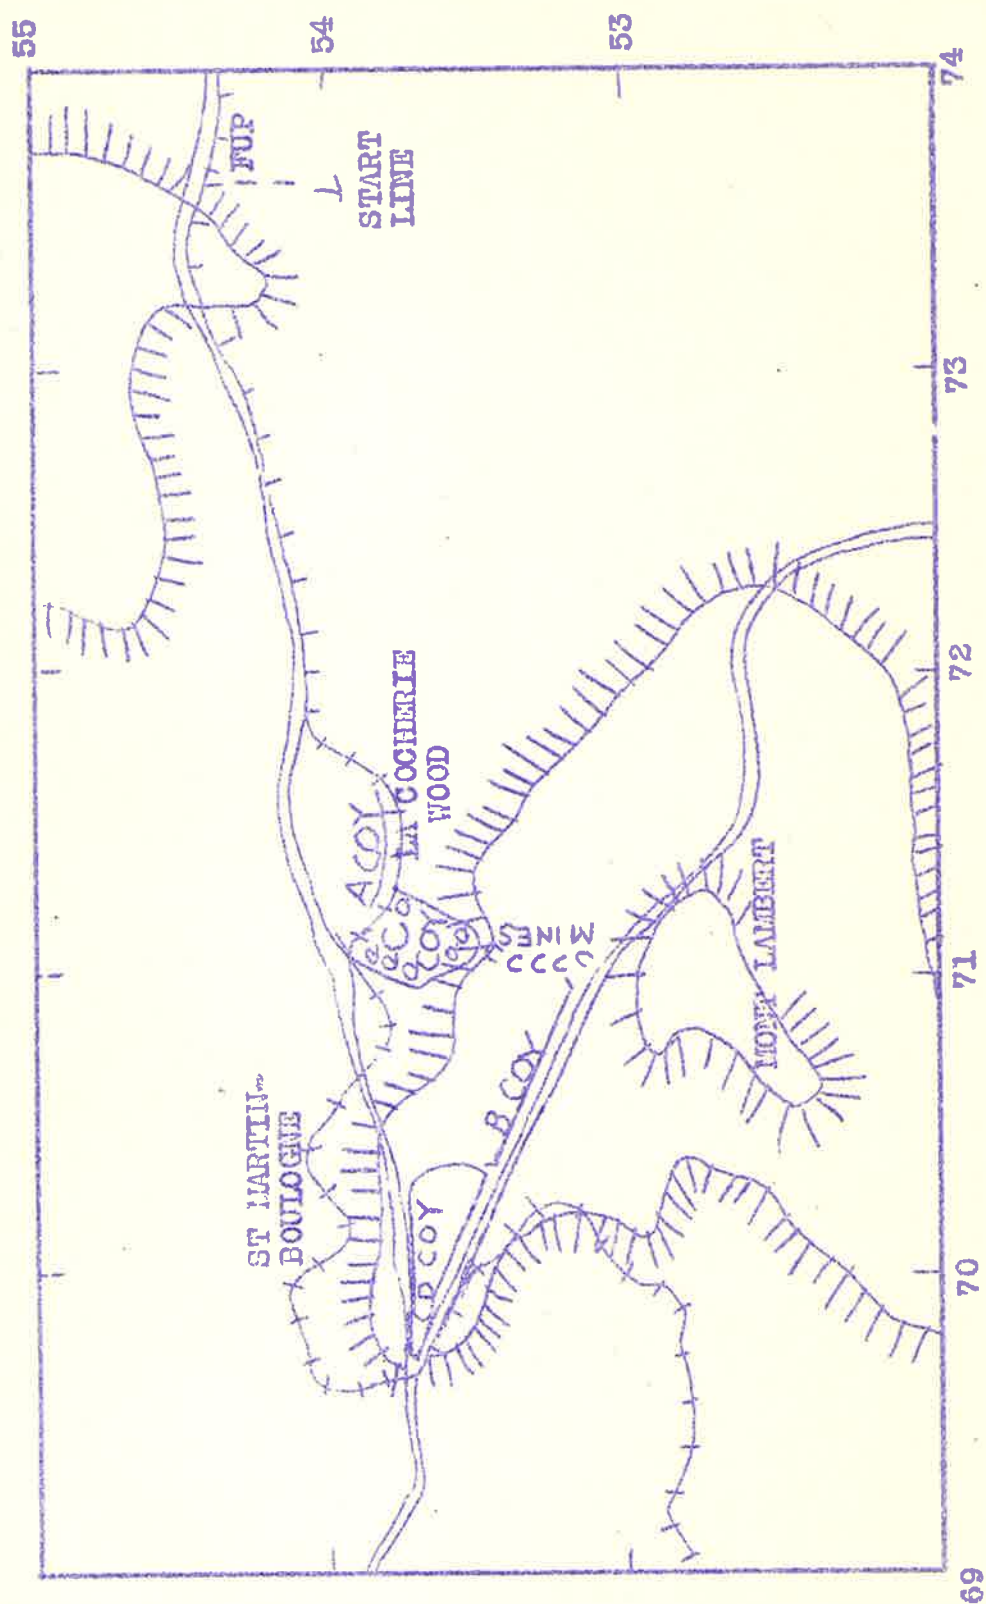 55
54
53
FUP
START
LINE
LA COCHERIE
WOOD
A COY
MINES
ST MARTIN-
BOULOGNE
B COY
D COY
MONT LAMBERT
69
70
71
72
73
74